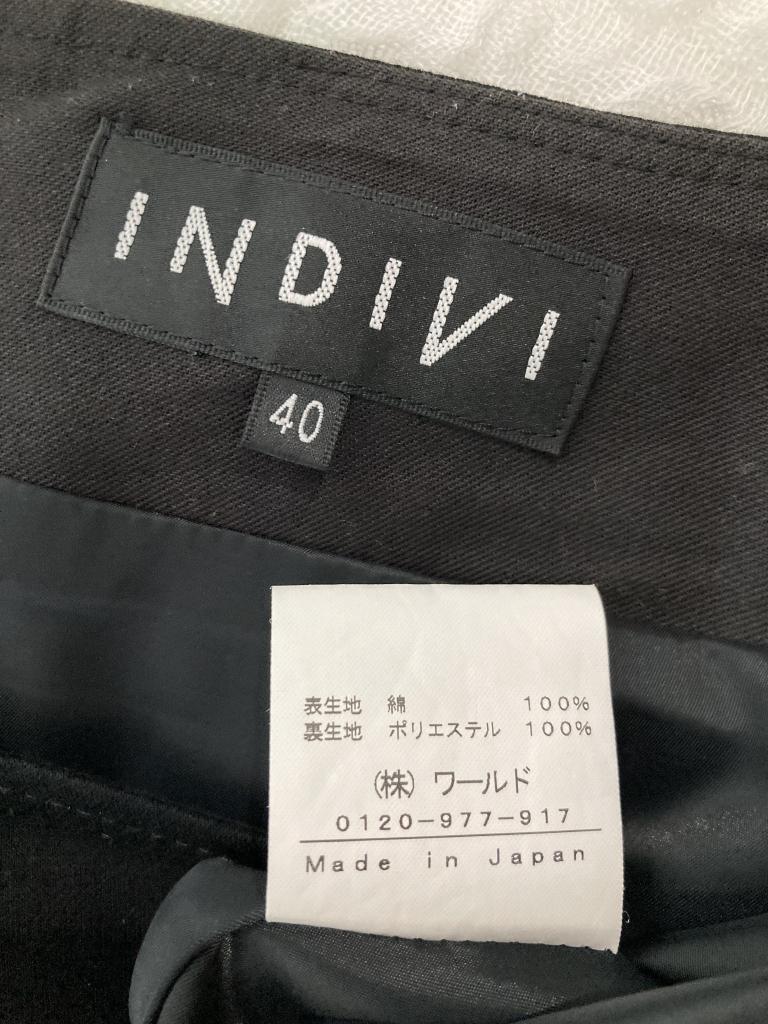 INDIVI
40
表生地 綿 100%
裏生地 ポリエステル 100%
(株) ワールド
0120-977-917
Made in Japan